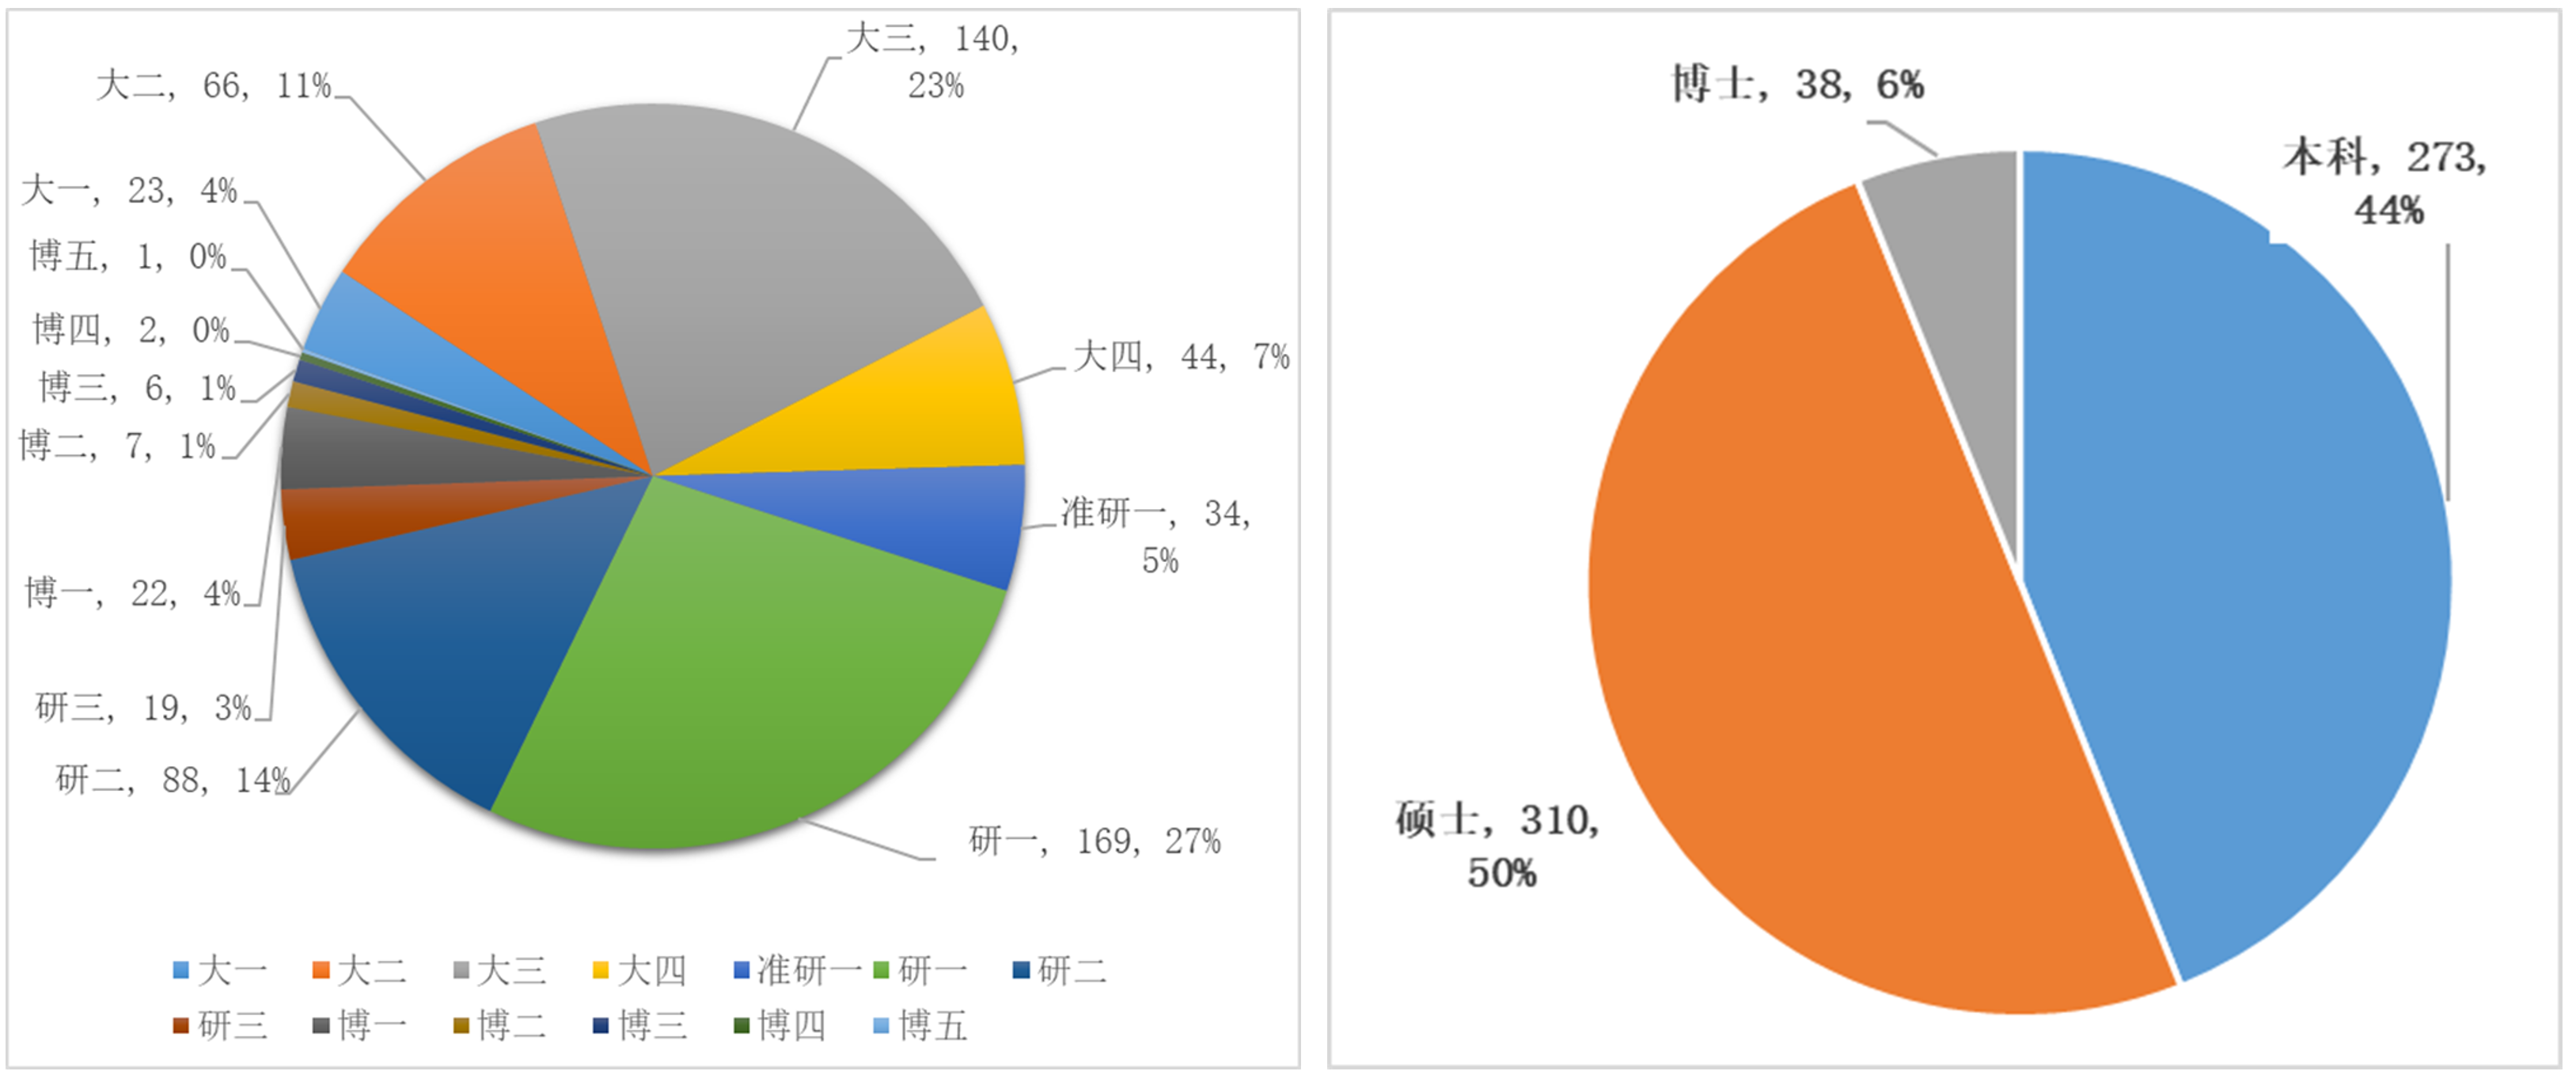 大三, 140,
23%
大二, 66, 11%
大一, 23, 4%
博五, 1, 0%
博四, 2, 0%
大四, 44, 7%
博三, 6, 1%
博二, 7, 1%
准研一, 34,
5%
博一, 22, 4%
研三, 19, 3%
研二, 88, 14%
研一, 169, 27%
大一 大二 大三 大四 准研一 研一 研二
研三 博一 博二 博三 博四 博五
博士, 38, 6%
本科, 273,
44%
硕士, 310,
50%